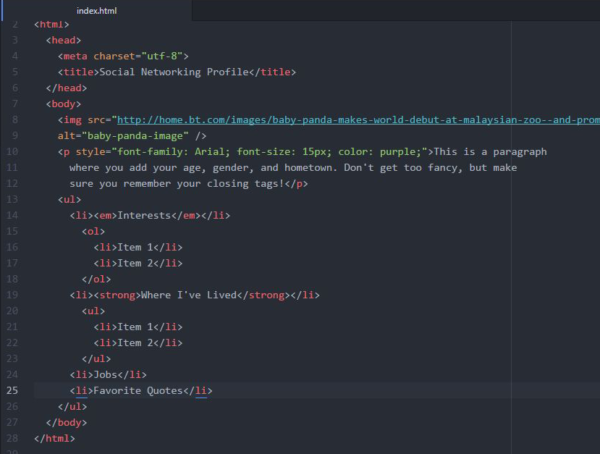 index.html
2 <html>
3 <head>
4 <meta charset="utf-8">
5 <title>Social Networking Profile</title>
6 </head>
7 <body>
8 <img src="http://home.bt.com/images/baby-panda-makes-world-debut-at-malaysian-zoo--and-prom
9 alt="baby-panda-image" />
10 <p style="font-family: Arial; font-size: 15px; color: purple;">This is a paragraph
11 where you add your age, gender, and hometown. Don't get too fancy, but make
12 sure you remember your closing tags!</p>
13 <ul>
14 <li><em>Interests</em></li>
15 <ol>
16 <li>Item 1</li>
17 <li>Item 2</li>
18 </ol>
19 <li><strong>Where I've Lived</strong></li>
20 <ul>
21 <li>Item 1</li>
22 <li>Item 2</li>
23 </ul>
24 <li>Jobs</li>
25 <li>Favorite Quotes</li>
26 </ul>
27 </body>
28 </html>